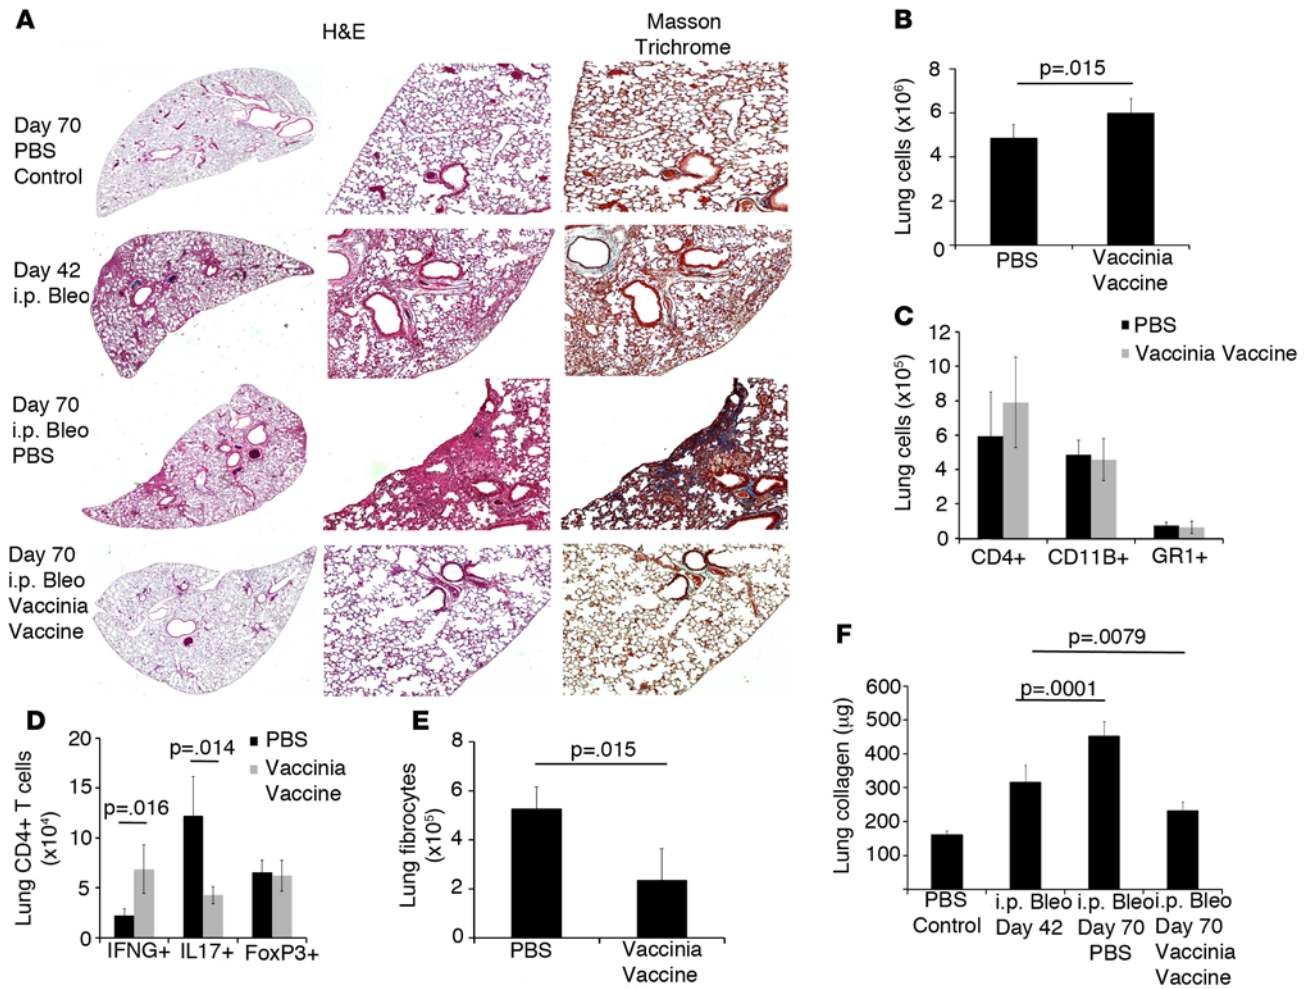 A
H&E
Masson
Trichrome
Day 70
PBS
Control
Day 42
i.p. Bleo
Day 70
i.p. Bleo
PBS
Day 70
i.p. Bleo
Vaccinia
Vaccine
B
p=.015
Lung cells (x10⁶)
8
6
4
2
0
PBS
Vaccinia
Vaccine
C
PBS
Vaccinia Vaccine
Lung cells (x10⁵)
12
10
8
6
4
2
0
CD4+
CD11B+
GR1+
D
PBS
Vaccinia
Vaccine
p=.014
p=.016
Lung CD4+ T cells
(x10⁴)
20
15
10
5
0
IFNG+
IL17+
FoxP3+
E
p=.015
Lung fibrocytes
(x10⁵)
8
6
4
2
0
PBS
Vaccinia
Vaccine
F
p=.0079
p=.0001
Lung collagen (µg)
600
500
400
300
200
100
PBS
Control
i.p. Bleo
Day 42
i.p. Bleo
Day 70
PBS
i.p. Bleo
Day 70
Vaccinia
Vaccine